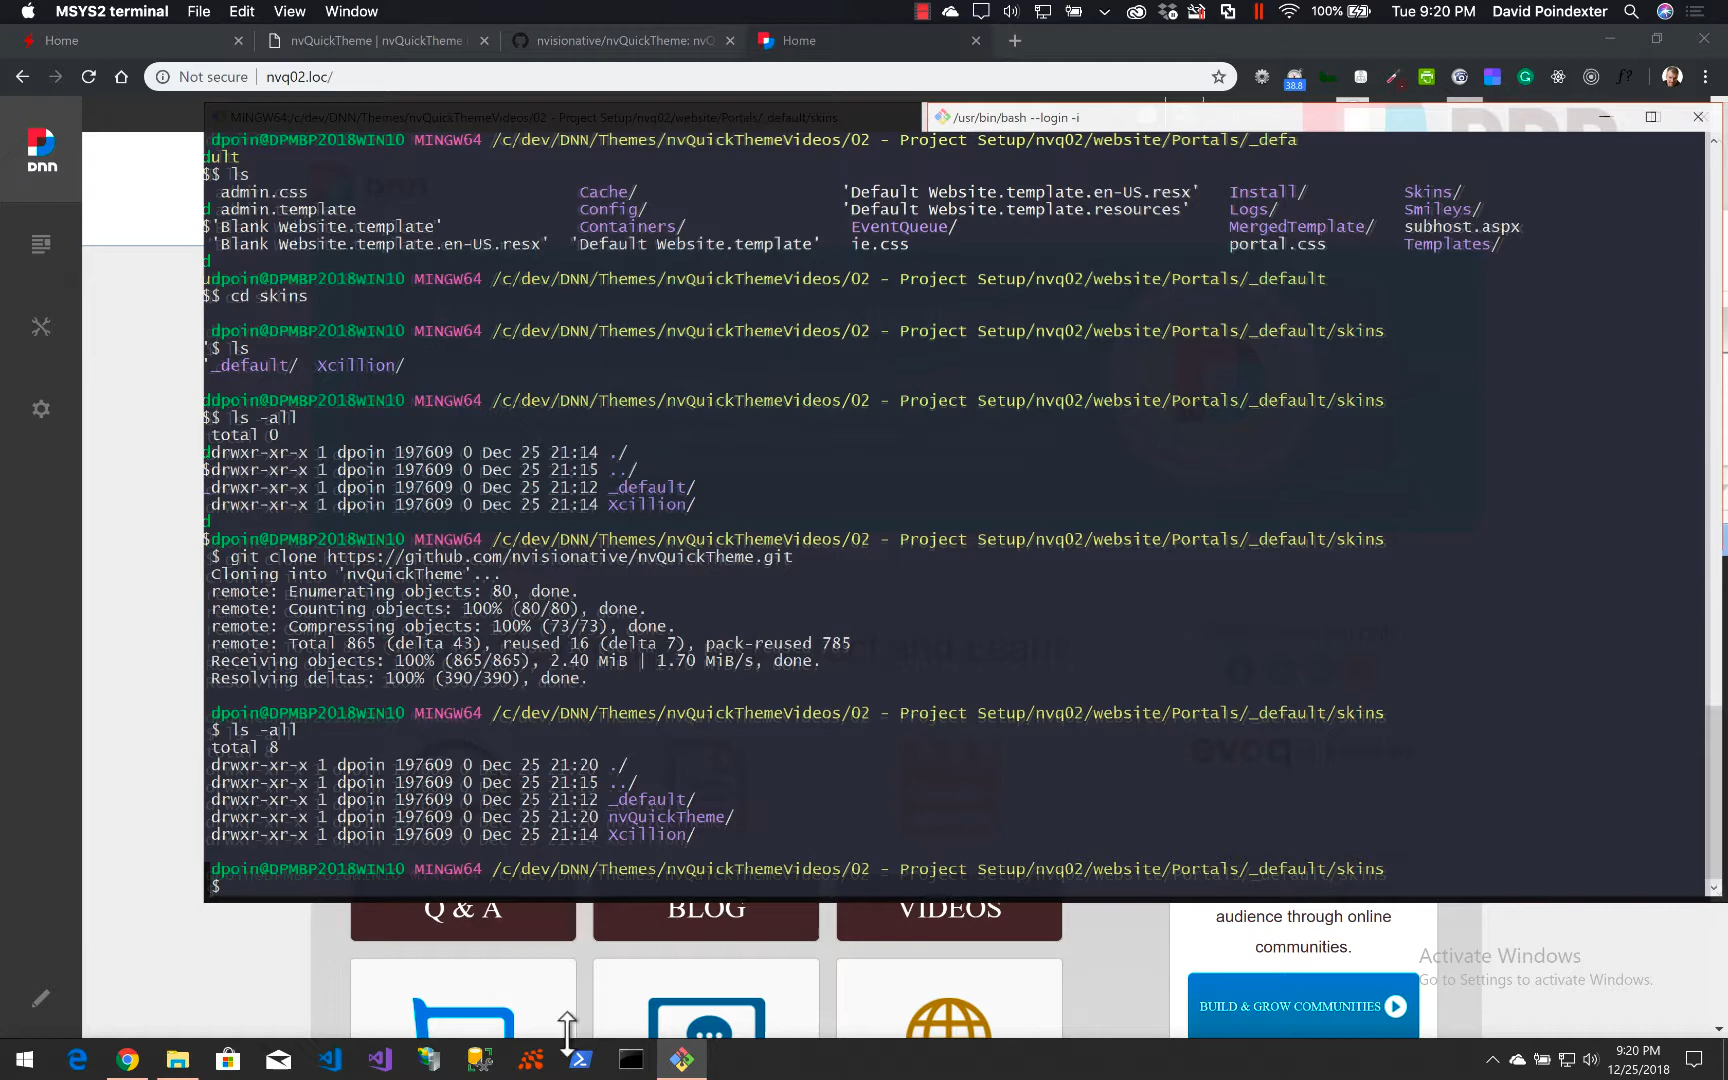 MSYS2 terminal File Edit View Window 100% Tue 9:20 PM David Poindexter
Home nvQuickTheme | nvQuickTheme nvisionative/nvQuickTheme: nvQ Home
Not secure nvq02.loc/
38.8
DNN
MINGW64:/c/dev/DNN/Themes/nvQuickThemeVideos/02 - Project Setup/nvq02/website/Portals/_default/skins
/usr/bin/bash --login -i
dpoin@DPMBP2018WIN10 MINGW64 /c/dev/DNN/Themes/nvQuickThemeVideos/02 - Project Setup/nvq02/website/Portals/_defa
ult
$ ls
admin.css Cache/ 'Default Website.template.en-US.resx' Install/ Skins/
admin.template Config/ 'Default Website.template.resources' Logs/ Smileys/
'Blank Website.template' Containers/ EventQueue/ MergedTemplate/ subhost.aspx
'Blank Website.template.en-US.resx' 'Default Website.template' ie.css portal.css Templates/
dpoin@DPMBP2018WIN10 MINGW64 /c/dev/DNN/Themes/nvQuickThemeVideos/02 - Project Setup/nvq02/website/Portals/_default
$ cd skins
dpoin@DPMBP2018WIN10 MINGW64 /c/dev/DNN/Themes/nvQuickThemeVideos/02 - Project Setup/nvq02/website/Portals/_default/skins
$ ls
_default/ Xcillion/
dpoin@DPMBP2018WIN10 MINGW64 /c/dev/DNN/Themes/nvQuickThemeVideos/02 - Project Setup/nvq02/website/Portals/_default/skins
$ ls -all
total 0
drwxr-xr-x 1 dpoin 197609 0 Dec 25 21:14 ./
drwxr-xr-x 1 dpoin 197609 0 Dec 25 21:15 ../
drwxr-xr-x 1 dpoin 197609 0 Dec 25 21:12 _default/
drwxr-xr-x 1 dpoin 197609 0 Dec 25 21:14 Xcillion/
dpoin@DPMBP2018WIN10 MINGW64 /c/dev/DNN/Themes/nvQuickThemeVideos/02 - Project Setup/nvq02/website/Portals/_default/skins
$ git clone https://github.com/nvisionative/nvQuickTheme.git
Cloning into 'nvQuickTheme'...
remote: Enumerating objects: 80, done.
remote: Counting objects: 100% (80/80), done.
remote: Compressing objects: 100% (73/73), done.
remote: Total 865 (delta 43), reused 16 (delta 7), pack-reused 785
Receiving objects: 100% (865/865), 2.40 MiB | 1.70 MiB/s, done.
Resolving deltas: 100% (390/390), done.
dpoin@DPMBP2018WIN10 MINGW64 /c/dev/DNN/Themes/nvQuickThemeVideos/02 - Project Setup/nvq02/website/Portals/_default/skins
$ ls -all
total 8
drwxr-xr-x 1 dpoin 197609 0 Dec 25 21:20 ./
drwxr-xr-x 1 dpoin 197609 0 Dec 25 21:15 ../
drwxr-xr-x 1 dpoin 197609 0 Dec 25 21:12 _default/
drwxr-xr-x 1 dpoin 197609 0 Dec 25 21:20 nvQuickTheme/
drwxr-xr-x 1 dpoin 197609 0 Dec 25 21:14 Xcillion/
dpoin@DPMBP2018WIN10 MINGW64 /c/dev/DNN/Themes/nvQuickThemeVideos/02 - Project Setup/nvq02/website/Portals/_default/skins
$
Q & A BLOG VIDEOS
audience through online
communities.
BUILD & GROW COMMUNITIES
Activate Windows
Go to Settings to activate Windows.
9:20 PM
12/25/2018